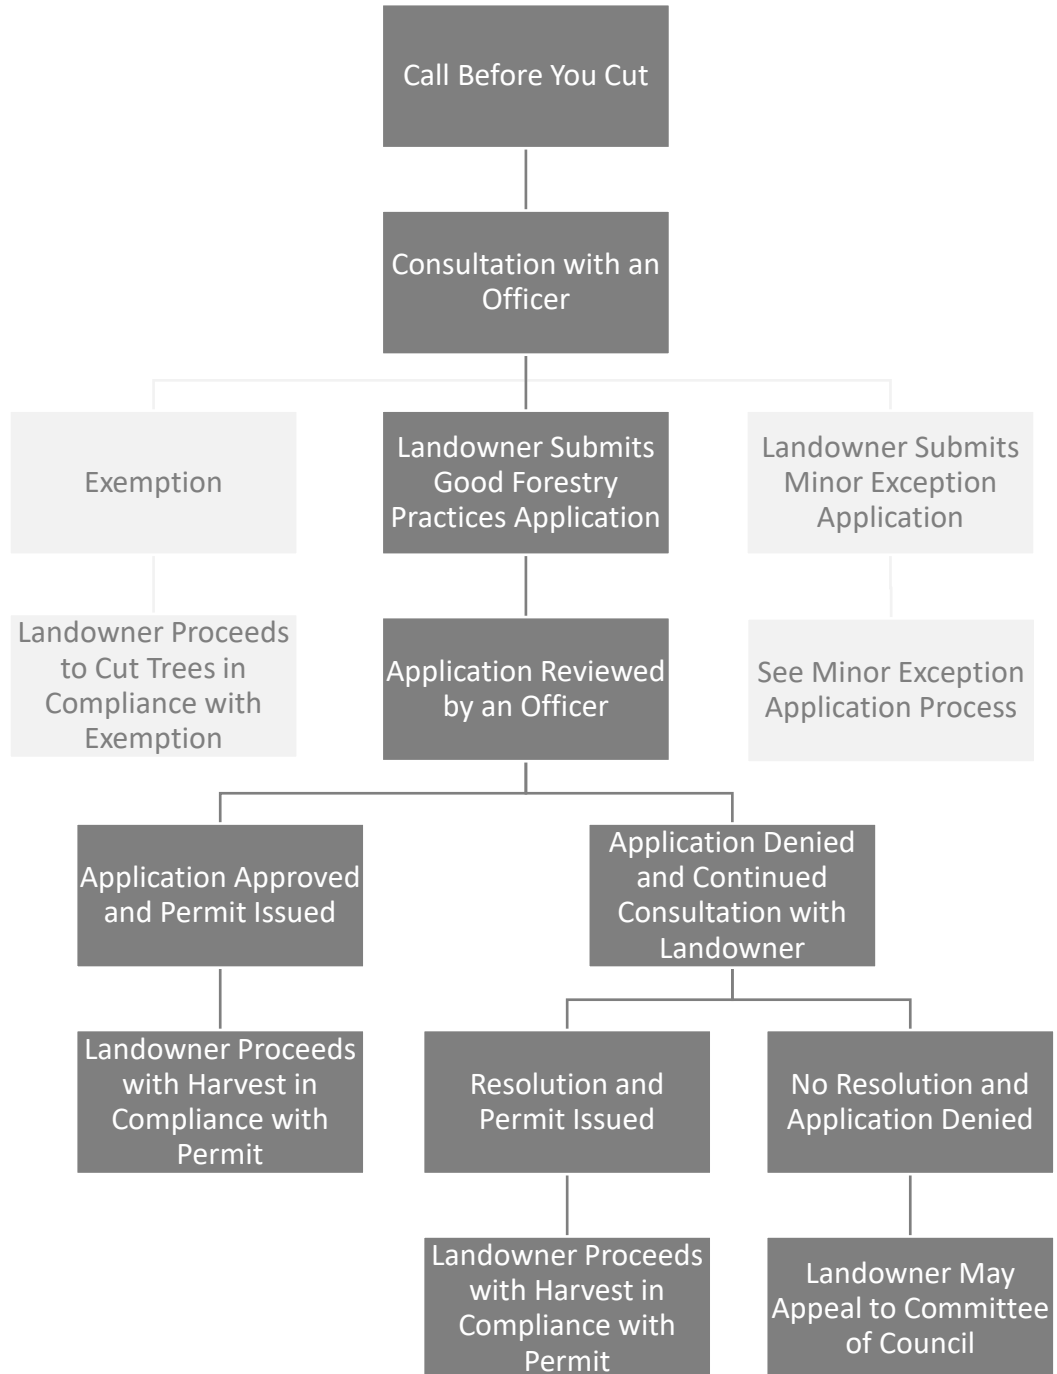 Call Before You Cut
Consultation with an
Officer
Exemption
Landowner Submits
Good Forestry
Practices Application
Landowner Submits
Minor Exception
Application
Landowner Proceeds
to Cut Trees in
Compliance with
Exemption
Application Reviewed
by an Officer
See Minor Exception
Application Process
Application Approved
and Permit Issued
Application Denied
and Continued
Consultation with
Landowner
Landowner Proceeds
with Harvest in
Compliance with
Permit
Resolution and
Permit Issued
No Resolution and
Application Denied
Landowner Proceeds
with Harvest in
Compliance with
Permit
Landowner May
Appeal to Committee
of Council